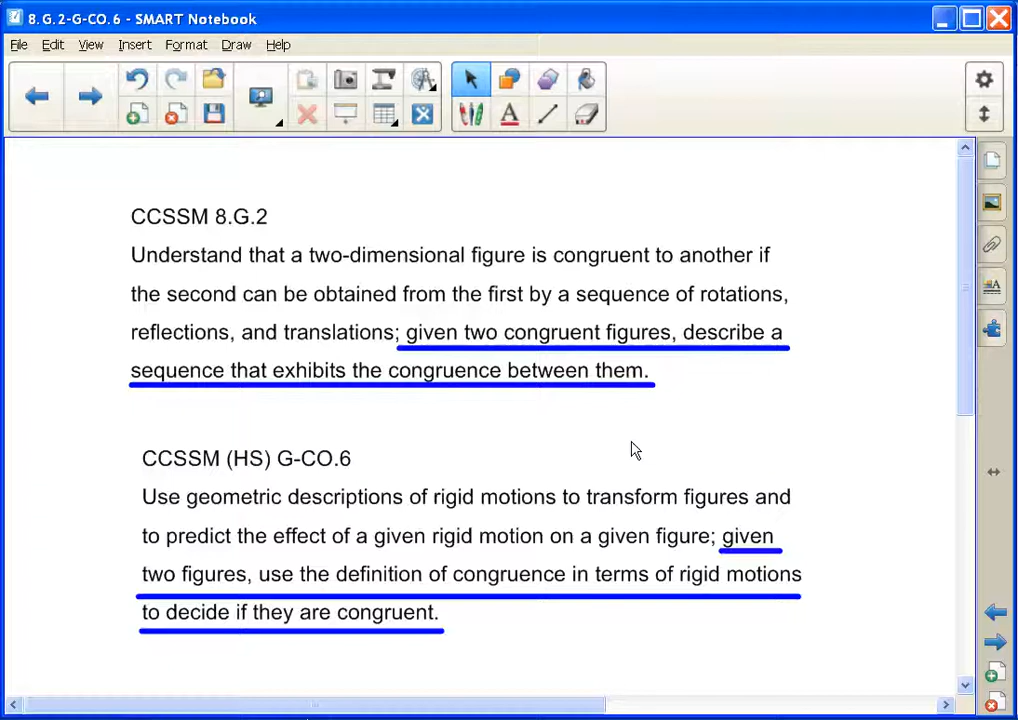 8.G.2-G-CO.6 - SMART Notebook
File Edit View Insert Format Draw Help
CCSSM 8.G.2
Understand that a two-dimensional figure is congruent to another if
the second can be obtained from the first by a sequence of rotations,
reflections, and translations; given two congruent figures, describe a
sequence that exhibits the congruence between them.
CCSSM (HS) G-CO.6
Use geometric descriptions of rigid motions to transform figures and
to predict the effect of a given rigid motion on a given figure; given
two figures, use the definition of congruence in terms of rigid motions
to decide if they are congruent.